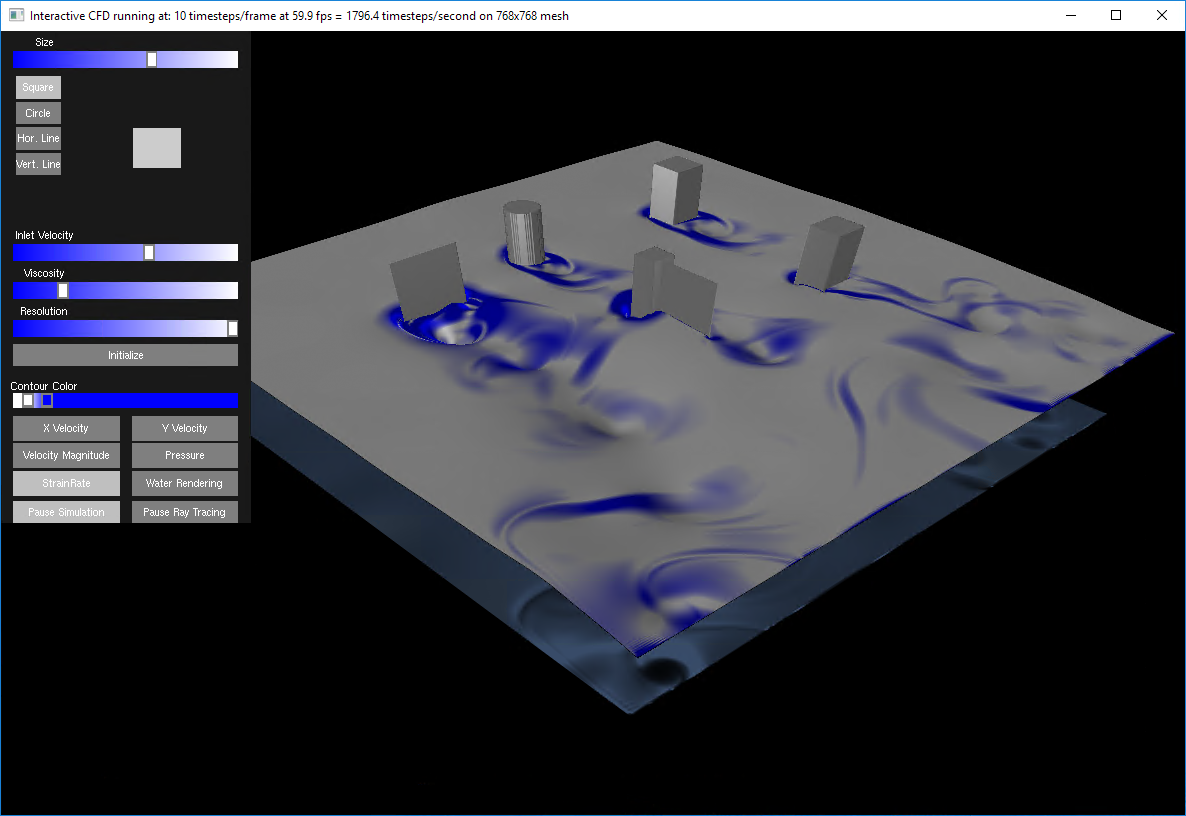 Interactive CFD running at: 10 timesteps/frame at 59.9 fps = 1796.4 timesteps/second on 768x768 mesh
Size
Square
Circle
Hor. Line
Vert. Line
Inlet Velocity
Viscosity
Resolution
Initialize
Contour Color
X Velocity
Y Velocity
Velocity Magnitude
Pressure
StrainRate
Water Rendering
Pause Simulation
Pause Ray Tracing